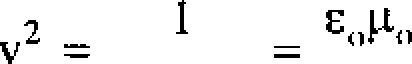 v² = 1 = ε₀μ₀